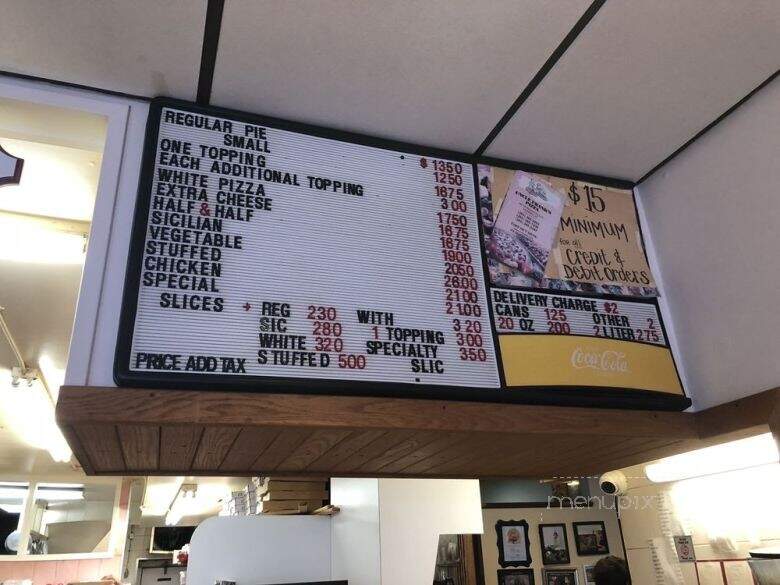 REGULAR PIE $ 1350
SMALL 1250
ONE TOPPING 1675
EACH ADDITIONAL TOPPING 300
WHITE PIZZA 1750
EXTRA CHEESE 1675
HALF & HALF 1675
SICILIAN 1900
VEGETABLE 2050
STUFFED 2600
CHICKEN 2100
SPECIAL 2100
SLICES + REG 230 WITH 320
SIC 280 1 TOPPING 300
WHITE 320 SPECIALTY 350
STUFFED 500 SLIC
PRICE ADD TAX
$15
MINIMUM
for all
Credit &
Debit Orders
DELIVERY CHARGE $2
CANS 125 OTHER 2
20 OZ 200 2 LITER 275
Coca-Cola
menupix